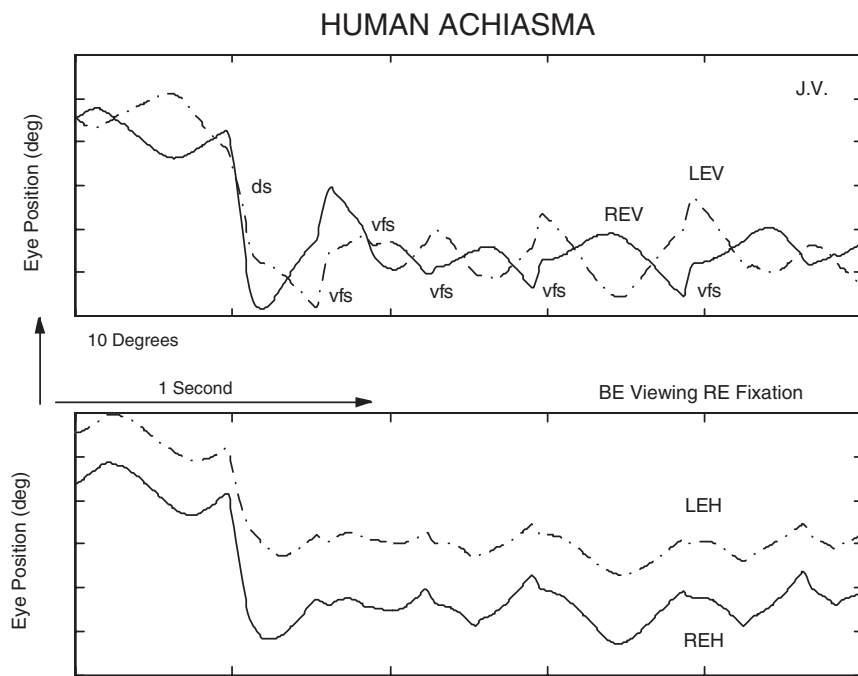 HUMAN ACHIASMA
J.V.
Eye Position (deg)
ds
LEV
REV
vfs
vfs
vfs
vfs
vfs
10 Degrees
1 Second
BE Viewing RE Fixation
Eye Position (deg)
LEH
REH